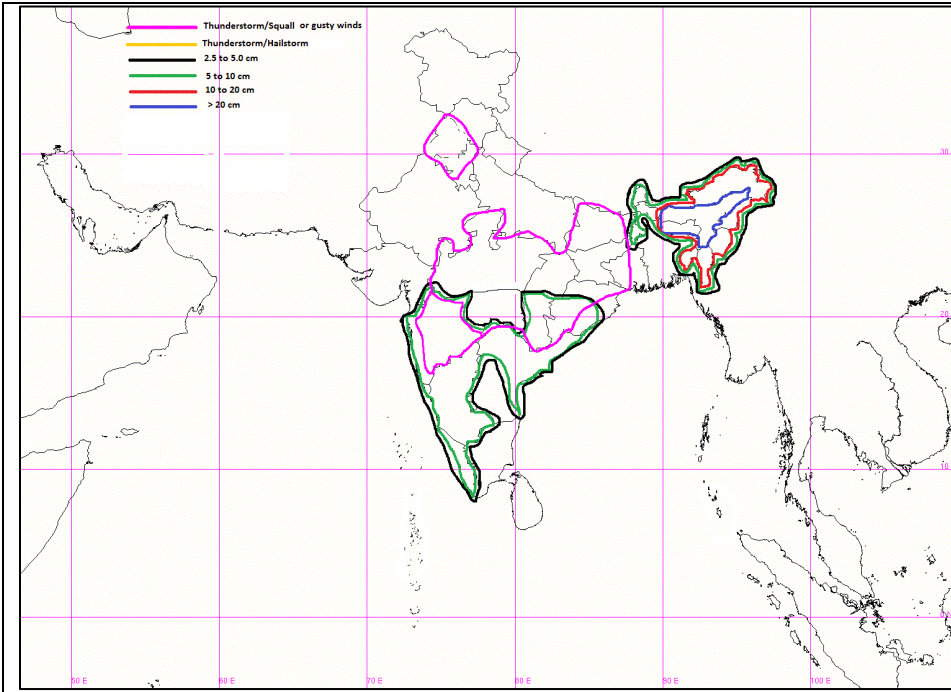 Thunderstorm/Squall or gusty winds
Thunderstorm/Hailstorm
2.5 to 5.0 cm
5 to 10 cm
10 to 20 cm
> 20 cm
30
20
10
50 E
60 E
70 E
80 E
90 E
100 E